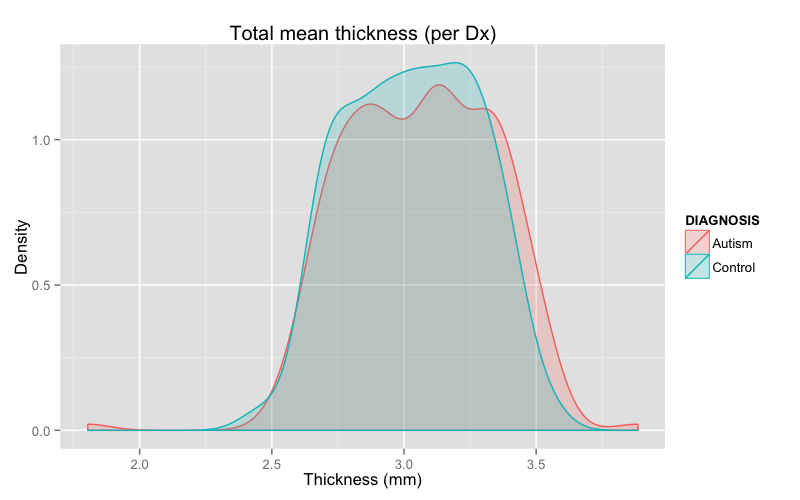 Total mean thickness (per Dx)
1.0
0.5
0.0
Density
2.0 2.5 3.0 3.5
Thickness (mm)
DIAGNOSIS
Autism
Control